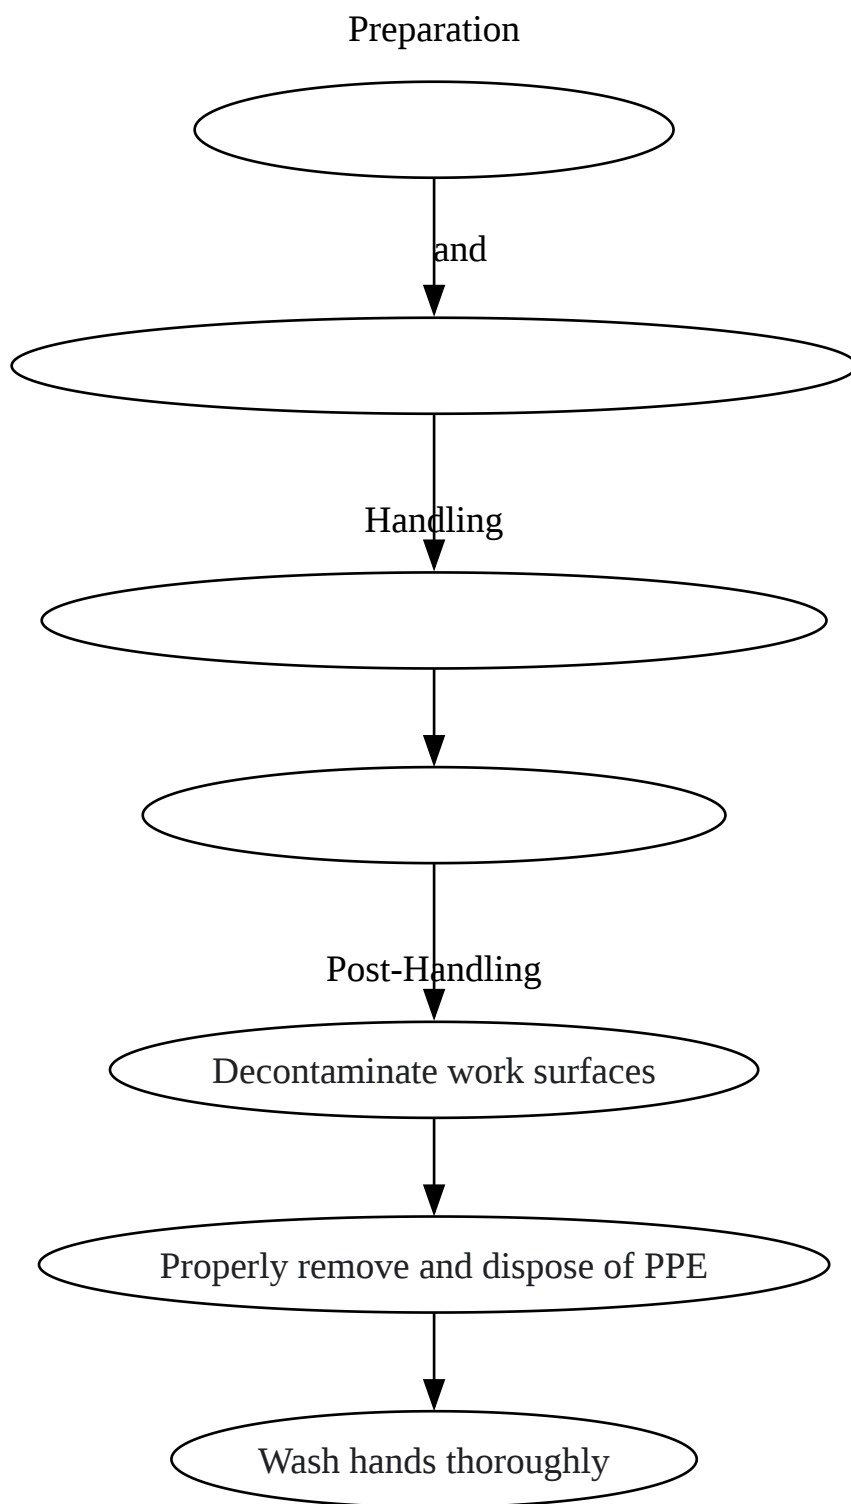 Preparation
and
Handling
Post-Handling
Decontaminate work surfaces
Properly remove and dispose of PPE
Wash hands thoroughly